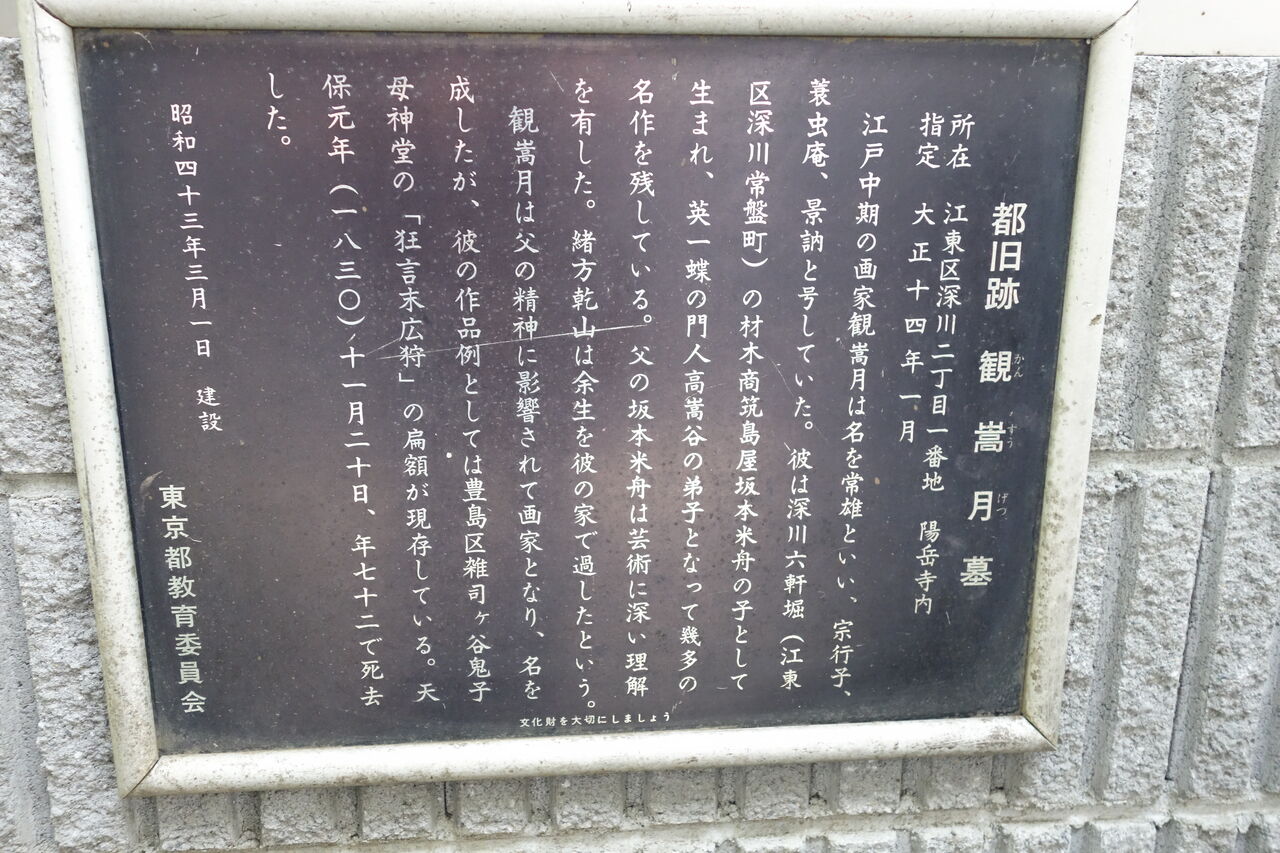 都旧跡　観嵩月墓
かん　すう　げつ
所在　江東区深川二丁目一番地　陽岳寺内
指定　大正十四年一月
江戸中期の画家観嵩月は名を常雄といい、宗行子、
蓑虫庵、景訥と号していた。彼は深川六軒堀（江東
区深川常盤町）の材木商筑島屋坂本米舟の子として
生まれ、英一蝶の門人高嵩谷の弟子となって幾多の
名作を残している。父の坂本米舟は芸術に深い理解
を有した。緒方乾山は余生を彼の家で過したという。
観嵩月は父の精神に影響されて画家となり、名を
成したが、彼の作品例としては豊島区雑司ヶ谷鬼子
母神堂の「狂言末広狩」の扁額が現存している。天
保元年（一八三〇）十一月二十日、年七十二で死去
した。
昭和四十三年三月一日　建設
東京都教育委員会
文化財を大切にしましょう